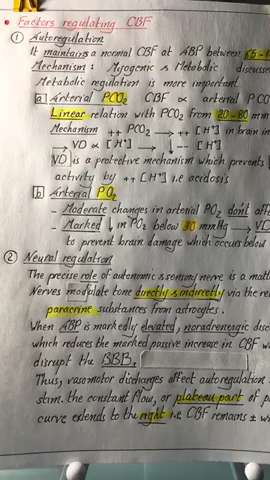 • Factors regulating CBF
① Autoregulation
It maintains a normal CBF at ABP between 65-1
Mechanism: Myogenic & Metabolic discusse
Metabolic regulation is more important
a Arterial PCO2 CBF ∝ arterial PCO
Linear relation with PCO2 from 20-80 mm
Mechanism ++ PCO2 → ++ [H+] in brain in
→ VD ∝ [H+] → ↓-- [H+]
VD is a protective mechanism which prevents
activity by ++ [H+] i.e acidosis
b Arterial PO2
- Moderate changes in arterial PO2 don't aff
- Marked ↓ in PO2 below 30 mmHg → VD
to prevent brain damage which occurs below
② Neural regulation
The precise role of autonomic & sensory nerve is a matt
Nerves modulate tone directly & indirectly via the re
paracrine substances from astrocytes.
When ABP is markedly elevated, noradrenergic disc
which reduces the marked passive increase in CBF w
disrupt the BBB.
Thus, vasomotor discharges affect autoregulation
stim. the constant flow, or plateau part of p
curve extends to the right i.e CBF remains ± w